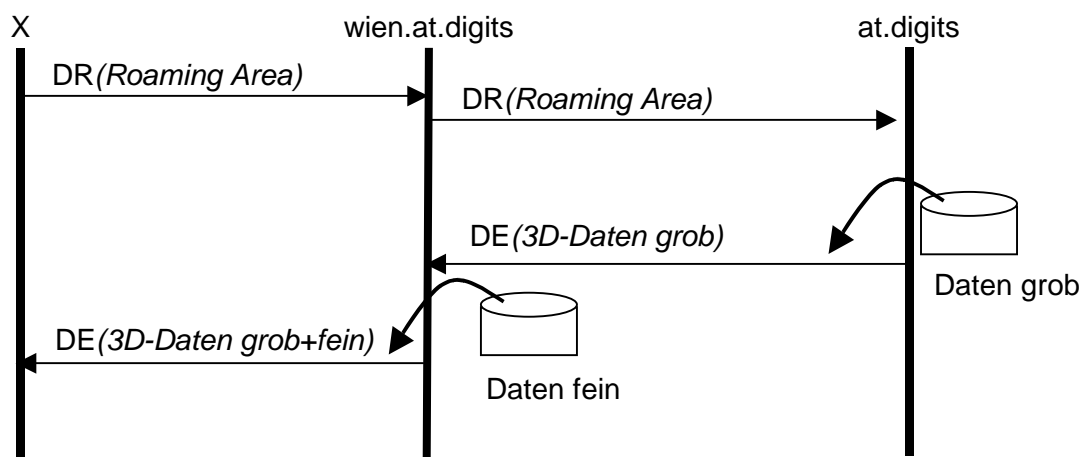 X
wien.at.digits
at.digits
DR(Roaming Area)
DR(Roaming Area)
DE(3D-Daten grob)
Daten grob
DE(3D-Daten grob+fein)
Daten fein